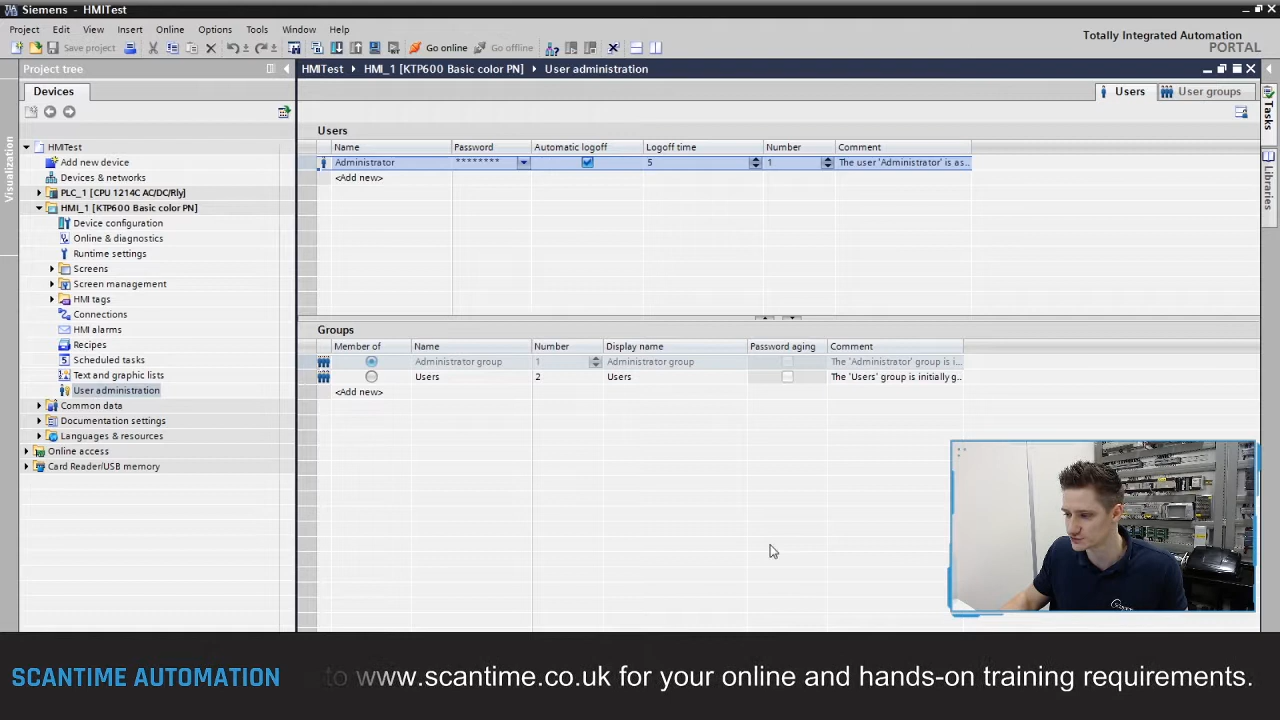 Siemens - HMITest
Project Edit View Insert Online Options Tools Window Help
Totally Integrated Automation
PORTAL
Save project Go online Go offline
Project tree
HMITest HMI_1 [KTP600 Basic color PN] User administration
Devices
Users User groups
Visualization
Tasks
Libraries
HMITest
Add new device
Devices & networks
PLC_1 [CPU 1214C AC/DC/Rly]
HMI_1 [KTP600 Basic color PN]
Device configuration
Online & diagnostics
Runtime settings
Screens
Screen management
HMI tags
Connections
HMI alarms
Recipes
Scheduled tasks
Text and graphic lists
User administration
Common data
Documentation settings
Languages & resources
Online access
Card Reader/USB memory
Users
Name Password Automatic logoff Logoff time Number Comment
Administrator ******** 5 1 The user 'Administrator' is as..
<Add new>
Groups
Member of Name Number Display name Password aging Comment
Administrator group 1 Administrator group The 'Administrator' group is i...
Users 2 Users The 'Users' group is initially g..
<Add new>
SCANTIME AUTOMATION
to www.scantime.co.uk for your online and hands-on training requirements.